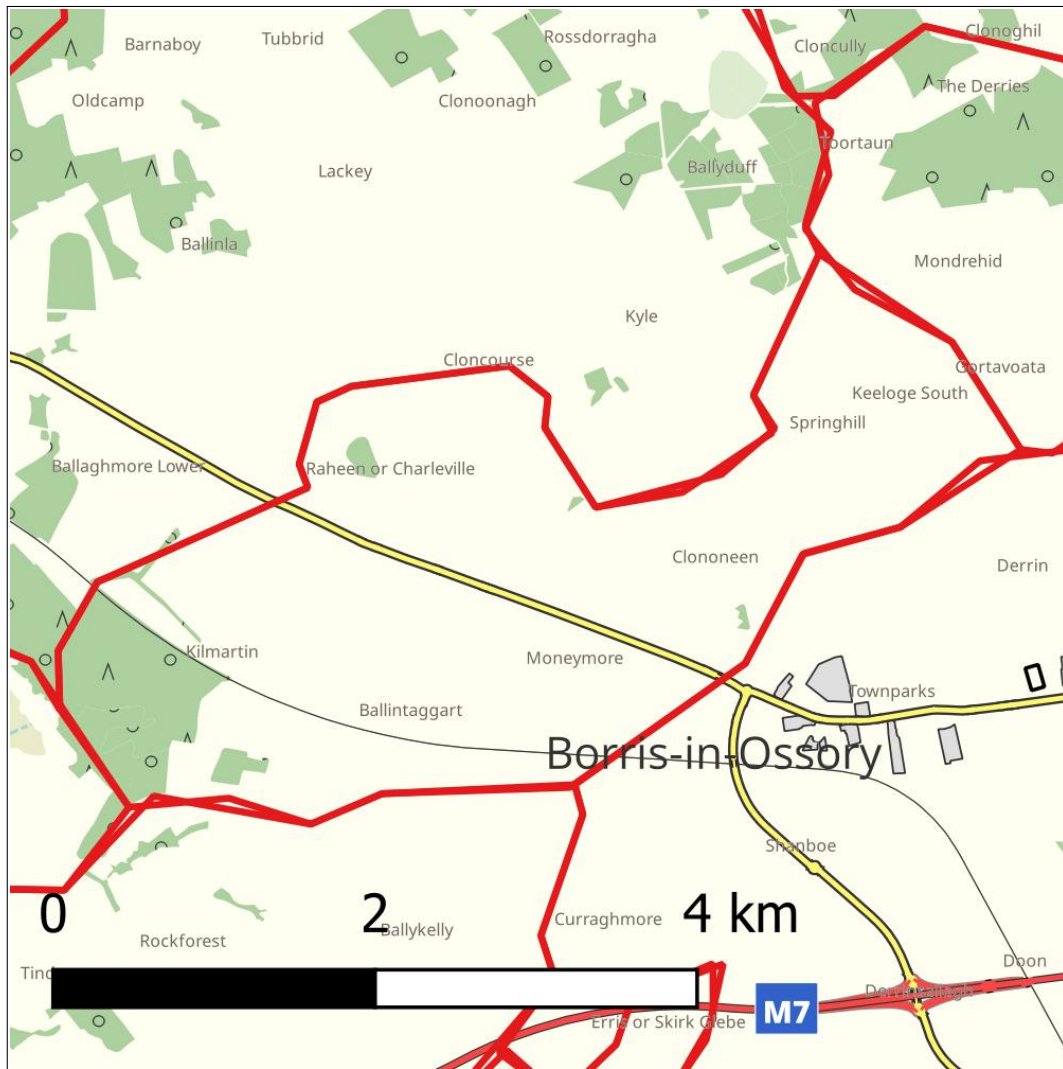 Barnaboy
Tubbrid
Rossdorragha
Cloncully
Clonoghil
Oldcamp
Clonoonagh
The Derries
Toortaun
Lackey
Ballyduff
Ballinla
Mondrehid
Kyle
Cloncourse
Gortavoata
Keeloge South
Springhill
Ballaghmore Lower
Raheen or Charleville
Clononeen
Derrin
Kilmartin
Moneymore
Townparks
Ballintaggart
Borris-in-Ossory
Shanboe
0 2 4 km
Curraghmore
Ballykelly
Rockforest
Doon
M7
Erris or Skirk Glebe